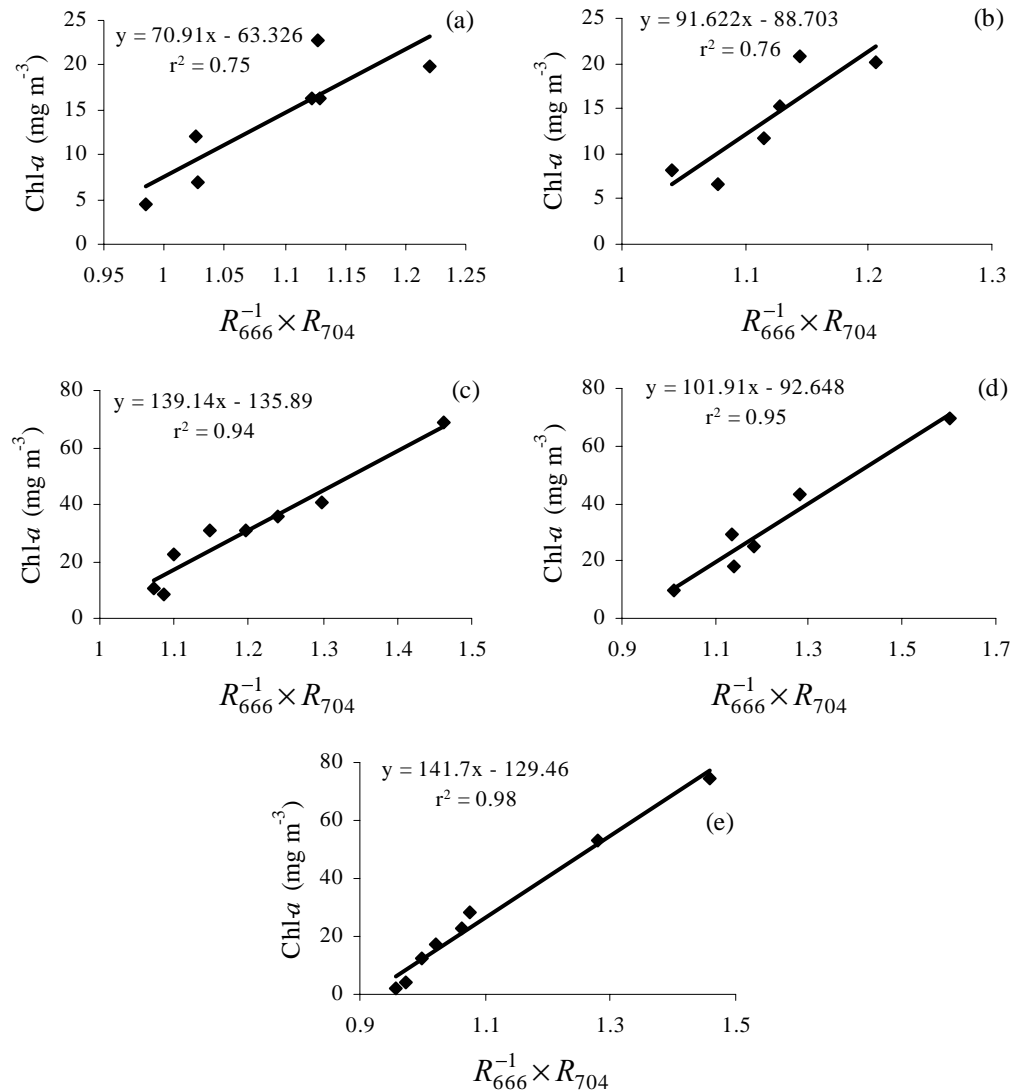 y = 70.91x - 63.326
r² = 0.75
(a)
25
20
15
10
5
0
Chl-a (mg m⁻³)
0.95 1 1.05 1.1 1.15 1.2 1.25
R₆₆₆⁻¹ × R₇₀₄
y = 91.622x - 88.703
r² = 0.76
(b)
25
20
15
10
5
0
Chl-a (mg m⁻³)
1 1.1 1.2 1.3
R₆₆₆⁻¹ × R₇₀₄
y = 139.14x - 135.89
r² = 0.94
(c)
80
60
40
20
0
Chl-a (mg m⁻³)
1 1.1 1.2 1.3 1.4 1.5
R₆₆₆⁻¹ × R₇₀₄
y = 101.91x - 92.648
r² = 0.95
(d)
80
60
40
20
0
Chl-a (mg m⁻³)
0.9 1.1 1.3 1.5 1.7
R₆₆₆⁻¹ × R₇₀₄
y = 141.7x - 129.46
r² = 0.98
(e)
80
60
40
20
0
Chl-a (mg m⁻³)
0.9 1.1 1.3 1.5
R₆₆₆⁻¹ × R₇₀₄